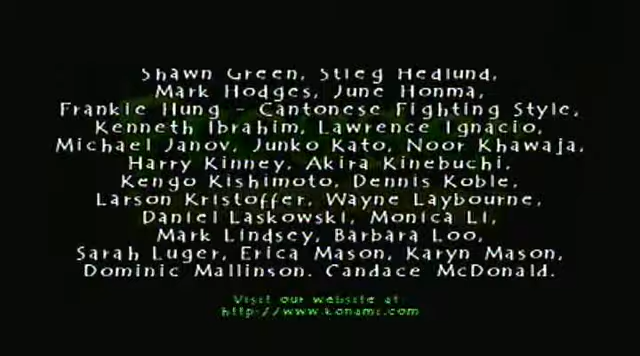 Shawn Green, Stieg Hedlund,
Mark Hodges, June Honma,
Frankie Hung - Cantonese Fighting Style,
Kenneth Ibrahim, Lawrence Ignacio,
Michael Janov, Junko Kato, Noor Khawaja,
Harry Kinney, Akira Kinebuchi,
Kengo Kishimoto, Dennis Koble,
Larson Kristoffer, Wayne Laybourne,
Daniel Laskowski, Monica Li,
Mark Lindsey, Barbara Loo,
Sarah Luger, Erica Mason, Karyn Mason,
Dominic Mallinson, Candace McDonald,
Visit our website at:
http://www.konami.com